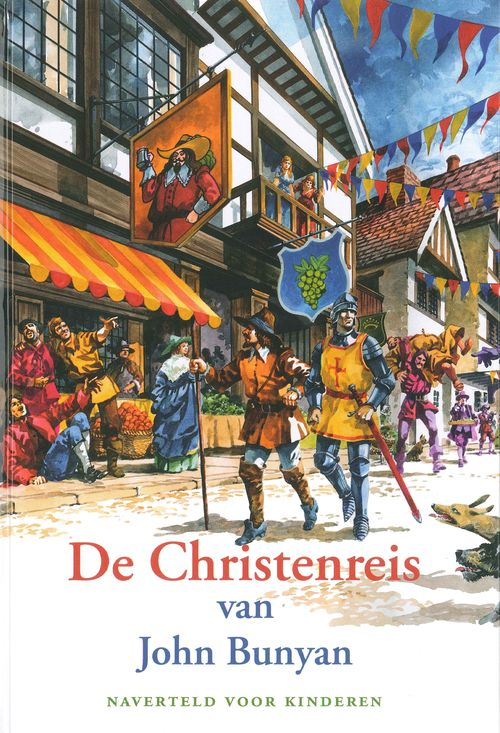 De Christenreis
van
John Bunyan
NAVERTELD VOOR KINDEREN